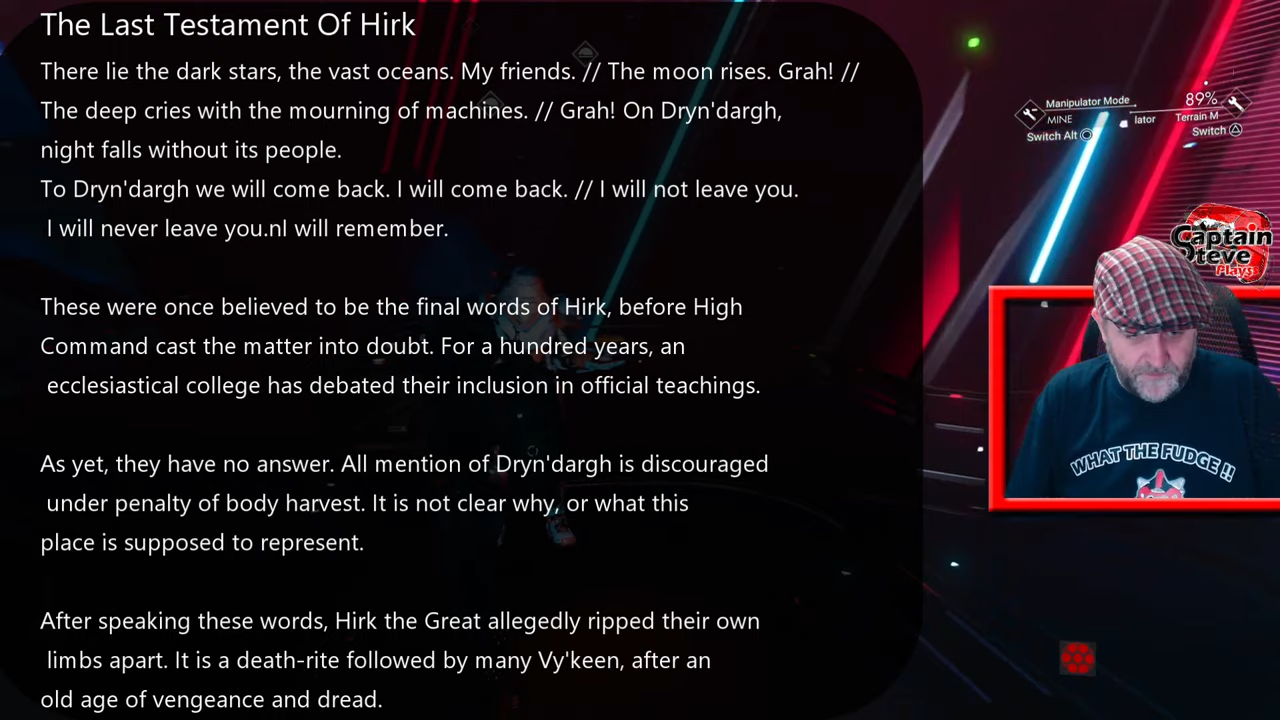 The Last Testament Of Hirk
There lie the dark stars, the vast oceans. My friends. // The moon rises. Grah! //
The deep cries with the mourning of machines. // Grah! On Dryn'dargh,
night falls without its people.
To Dryn'dargh we will come back. I will come back. // I will not leave you.
I will never leave you.nl will remember.
These were once believed to be the final words of Hirk, before High
Command cast the matter into doubt. For a hundred years, an
ecclesiastical college has debated their inclusion in official teachings.
As yet, they have no answer. All mention of Dryn'dargh is discouraged
under penalty of body harvest. It is not clear why, or what this
place is supposed to represent.
After speaking these words, Hirk the Great allegedly ripped their own
limbs apart. It is a death-rite followed by many Vy'keen, after an
old age of vengeance and dread.
Manipulator Mode
MINE
Switch Alt
89%
lator
Terrain M
Switch
Captain
Steve
Plays
WHAT THE FUDGE !!